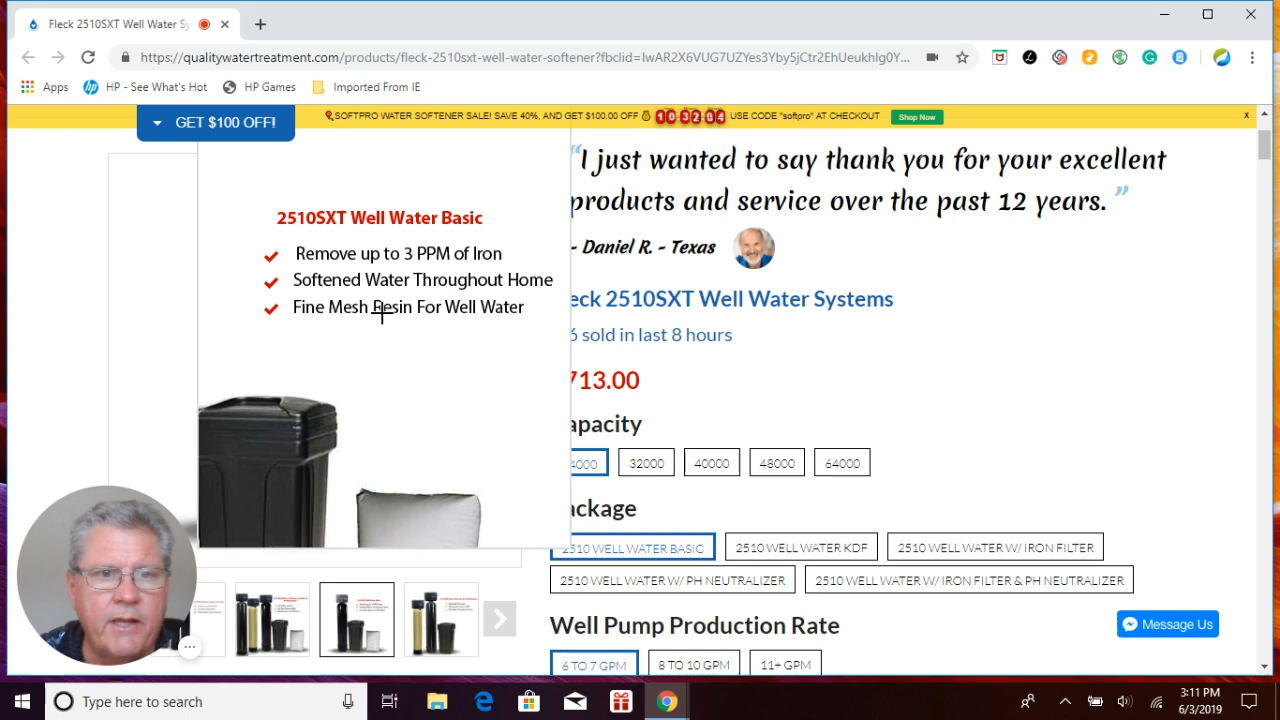 Fleck 2510SXT Well Water Sy
https://qualitywatertreatment.com/products/fleck-2510sxt-well-water-softener?fbclid=IwAR2X6VUG7UZYes3Yby5jCtr2EhUeukhIg0Y...
Apps
HP - See What's Hot
HP Games
Imported From IE
GET $100 OFF!
SOFTPRO WATER SOFTENER SALE! SAVE 40%, AND GET $100.00 OFF
10 32 04
USE CODE "softpro" AT CHECKOUT
Shop Now
x
2510SXT Well Water Basic
Remove up to 3 PPM of Iron
Softened Water Throughout Home
Fine Mesh Resin For Well Water
“I just wanted to say thank you for your excellent
products and service over the past 12 years.”
- Daniel R. - Texas
eck 2510SXT Well Water Systems
6 sold in last 8 hours
713.00
apacity
4000
32000
40000
48000
64000
ackage
2510 WELL WATER BASIC
2510 WELL WATER KDF
2510 WELL WATER W/ IRON FILTER
2510 WELL WATER W/ PH NEUTRALIZER
2510 WELL WATER W/ IRON FILTER & PH NEUTRALIZER
Well Pump Production Rate
6 TO 7 GPM
8 TO 10 GPM
11+ GPM
Message Us
Type here to search
3:11 PM
6/3/2019